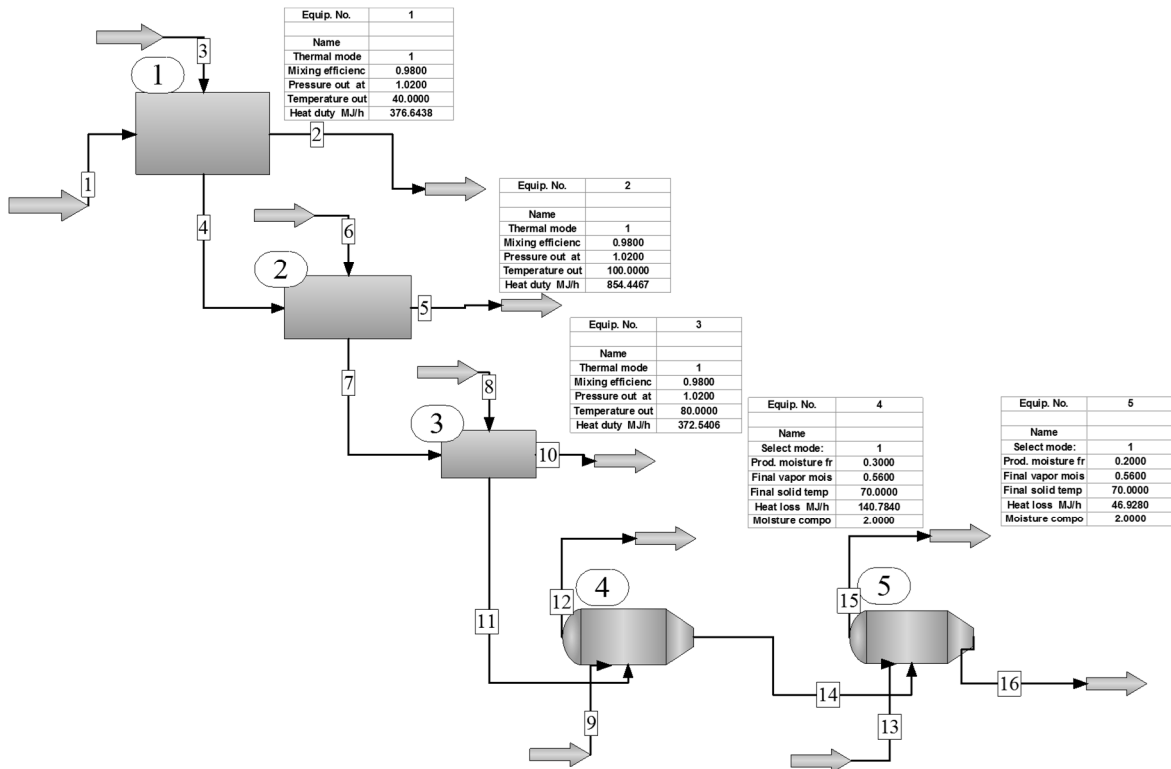 Equip. No. 1
Name
Thermal mode 1
Mixing efficienc 0.9800
Pressure out at 1.0200
Temperature out 40.0000
Heat duty MJ/h 376.6438
3
1
2
1
4
Equip. No. 2
Name
Thermal mode 1
Mixing efficienc 0.9800
Pressure out at 1.0200
Temperature out 100.0000
Heat duty MJ/h 854.4467
6
2
5
7
Equip. No. 3
Name
Thermal mode 1
Mixing efficienc 0.9800
Pressure out at 1.0200
Temperature out 80.0000
Heat duty MJ/h 372.5406
8
3
10
11
Equip. No. 4
Name
Select mode: 1
Prod. moisture fr 0.3000
Final vapor mois 0.5600
Final solid temp 70.0000
Heat loss MJ/h 140.7840
Moisture compo 2.0000
Equip. No. 5
Name
Select mode: 1
Prod. moisture fr 0.2000
Final vapor mois 0.5600
Final solid temp 70.0000
Heat loss MJ/h 46.9280
Moisture compo 2.0000
12
4
9
14
15
5
13
16